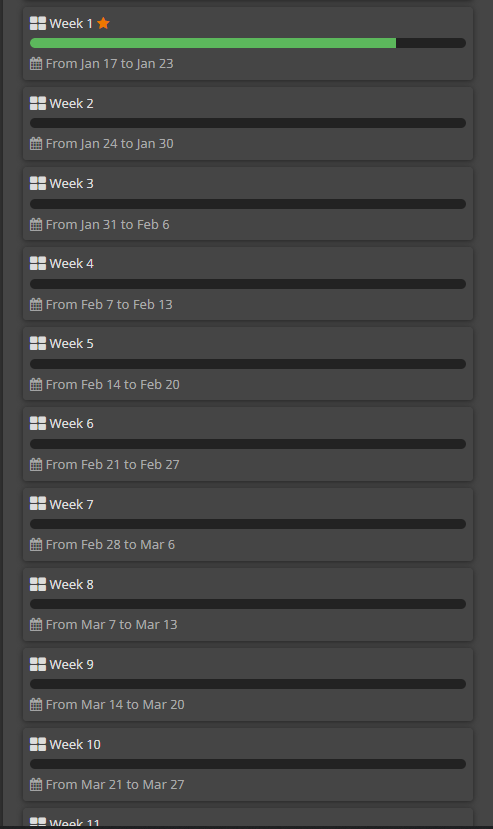 Week 1
From Jan 17 to Jan 23
Week 2
From Jan 24 to Jan 30
Week 3
From Jan 31 to Feb 6
Week 4
From Feb 7 to Feb 13
Week 5
From Feb 14 to Feb 20
Week 6
From Feb 21 to Feb 27
Week 7
From Feb 28 to Mar 6
Week 8
From Mar 7 to Mar 13
Week 9
From Mar 14 to Mar 20
Week 10
From Mar 21 to Mar 27
Week 11